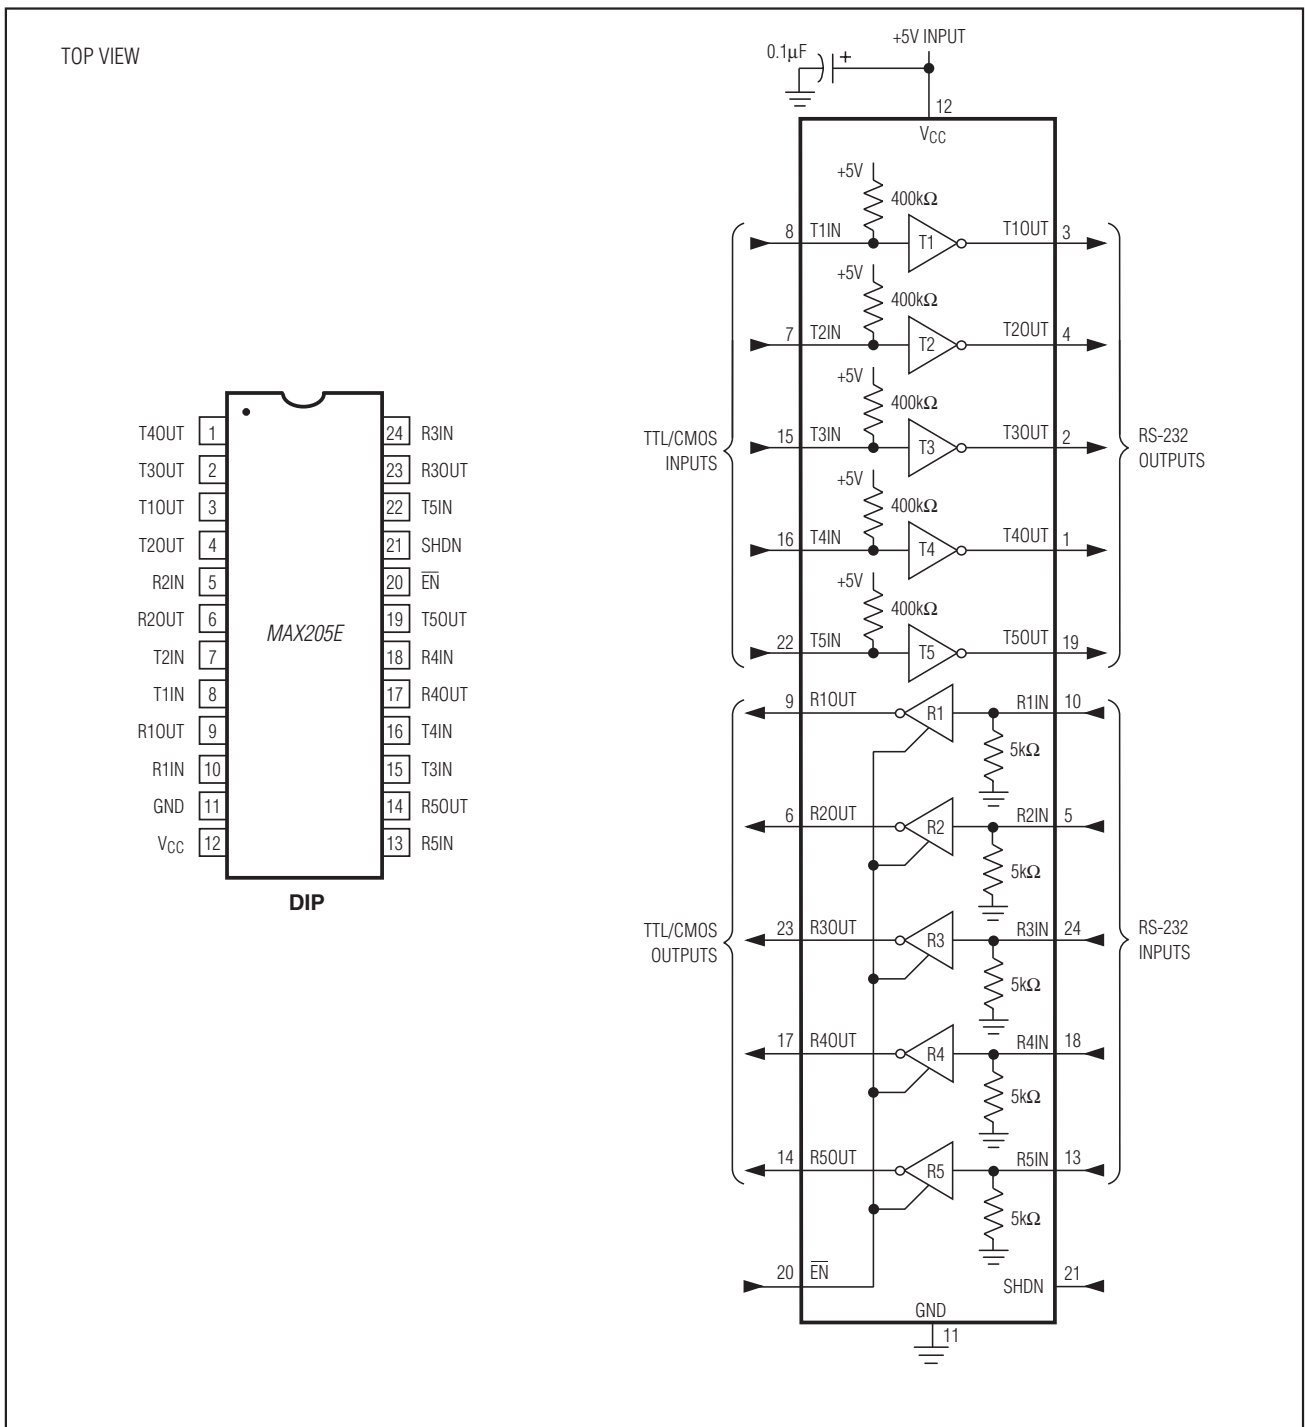 TOP VIEW
T4OUT 1
T3OUT 2
T1OUT 3
T2OUT 4
R2IN 5
R2OUT 6
T2IN 7
T1IN 8
R1OUT 9
R1IN 10
GND 11
VCC 12
24 R3IN
23 R3OUT
22 T5IN
21 SHDN
20 E̅N̅
19 T5OUT
18 R4IN
17 R4OUT
16 T4IN
15 T3IN
14 R5OUT
13 R5IN
MAX205E
DIP
+5V INPUT
0.1µF +
12
VCC
+5V
400kΩ
8 T1IN T1 T1OUT 3
+5V
400kΩ
7 T2IN T2 T2OUT 4
+5V
400kΩ
15 T3IN T3 T3OUT 2
+5V
400kΩ
16 T4IN T4 T4OUT 1
+5V
400kΩ
22 T5IN T5 T5OUT 19
TTL/CMOS
INPUTS
RS-232
OUTPUTS
9 R1OUT R1 R1IN 10
5kΩ
6 R2OUT R2 R2IN 5
5kΩ
23 R3OUT R3 R3IN 24
5kΩ
17 R4OUT R4 R4IN 18
5kΩ
14 R5OUT R5 R5IN 13
5kΩ
TTL/CMOS
OUTPUTS
RS-232
INPUTS
20 E̅N̅
SHDN 21
GND
11